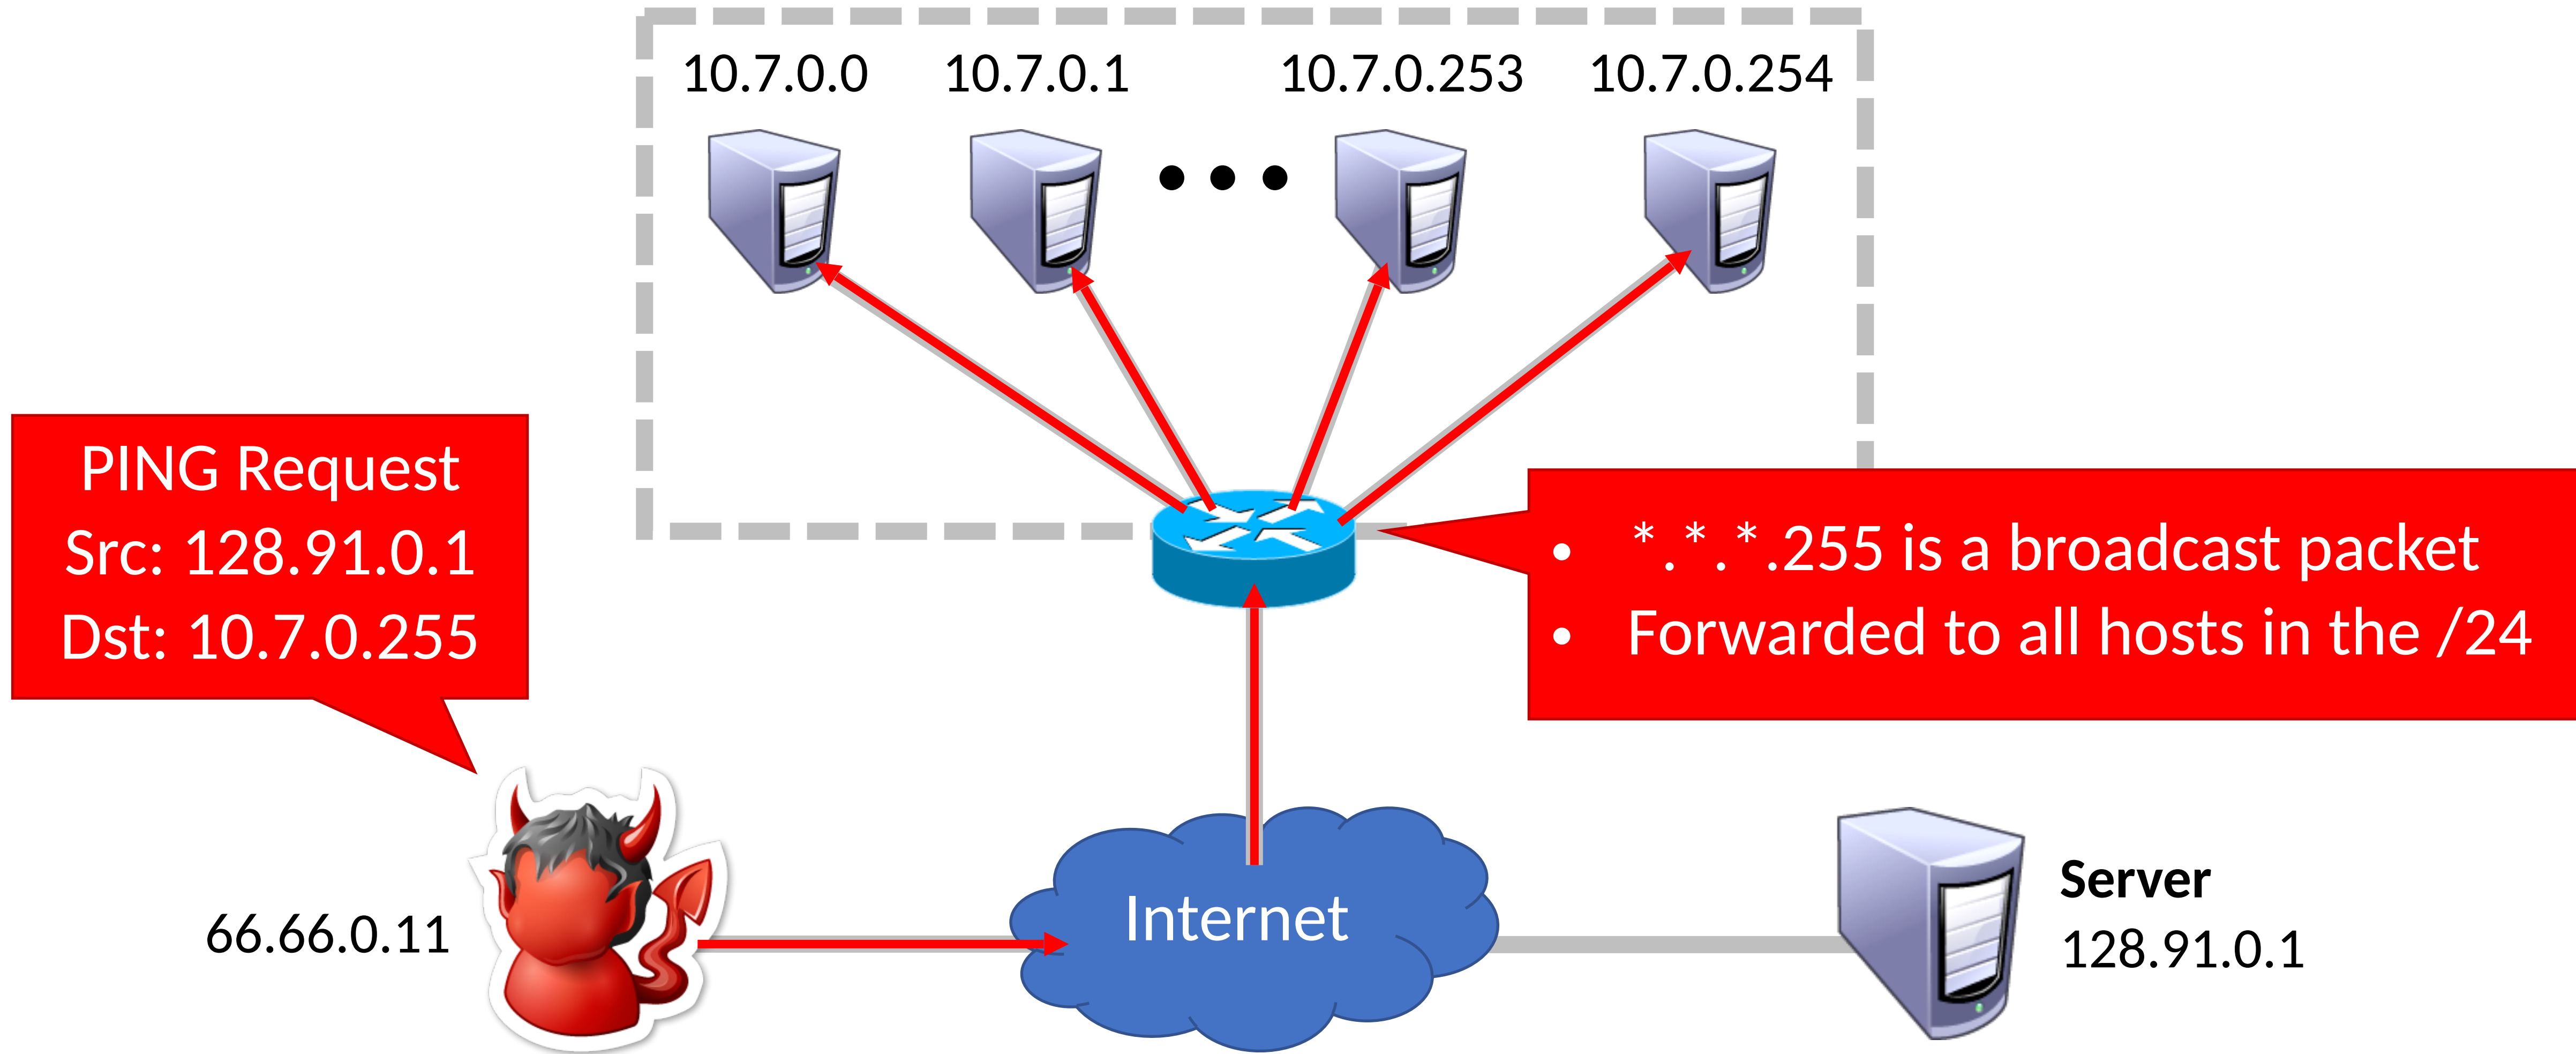 10.7.0.0
10.7.0.1
10.7.0.253
10.7.0.254
PING Request
Src: 128.91.0.1
Dst: 10.7.0.255
• *.*.*.255 is a broadcast packet
• Forwarded to all hosts in the /24
66.66.0.11
Internet
Server
128.91.0.1